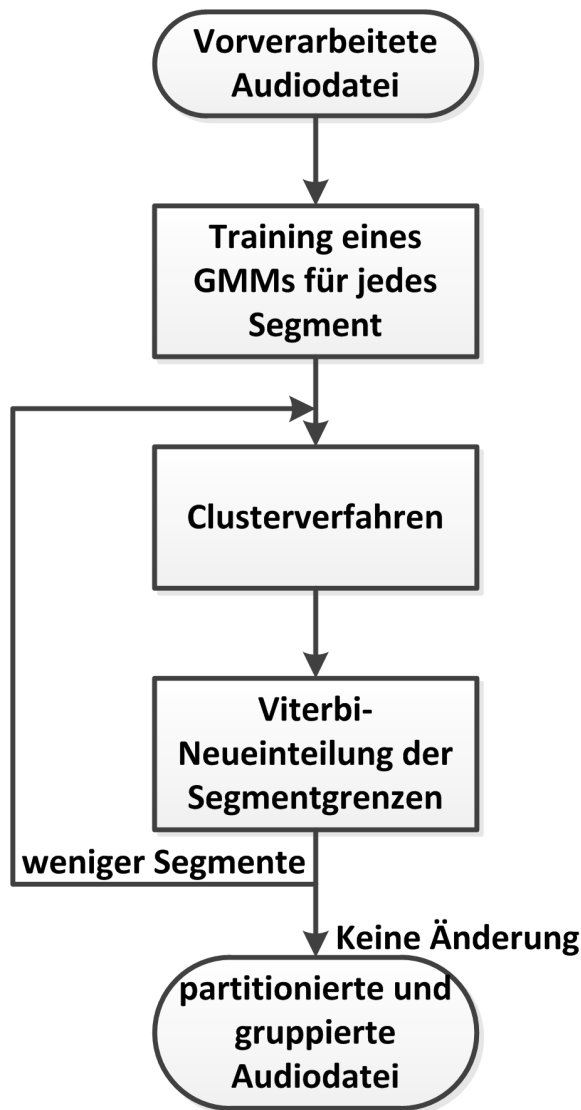 Vorverarbeitete
Audiodatei
Training eines
GMMs für jedes
Segment
Clusterverfahren
Viterbi-
Neueinteilung der
Segmentgrenzen
weniger Segmente
Keine Änderung
partitionierte und
gruppierte
Audiodatei